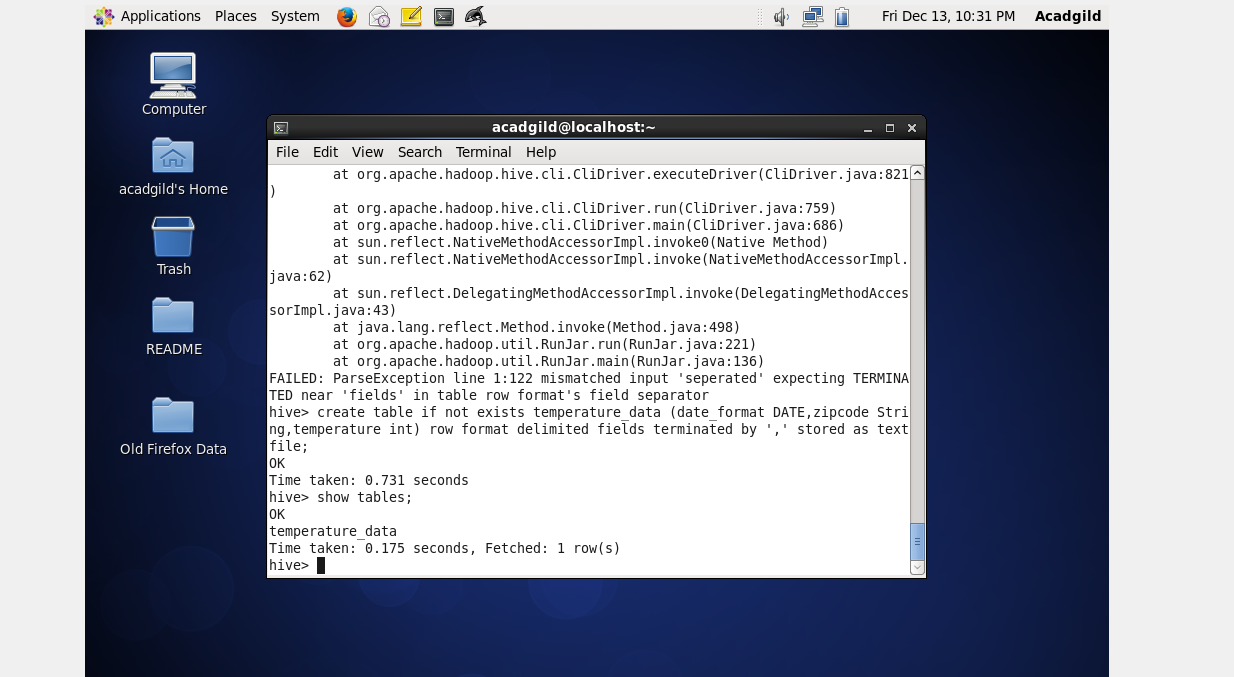 Applications Places System Fri Dec 13, 10:31 PM Acadgild
Computer
acadgild's Home
Trash
README
Old Firefox Data
acadgild@localhost:~
File Edit View Search Terminal Help
        at org.apache.hadoop.hive.cli.CliDriver.executeDriver(CliDriver.java:821
)
        at org.apache.hadoop.hive.cli.CliDriver.run(CliDriver.java:759)
        at org.apache.hadoop.hive.cli.CliDriver.main(CliDriver.java:686)
        at sun.reflect.NativeMethodAccessorImpl.invoke0(Native Method)
        at sun.reflect.NativeMethodAccessorImpl.invoke(NativeMethodAccessorImpl.
java:62)
        at sun.reflect.DelegatingMethodAccessorImpl.invoke(DelegatingMethodAcces
sorImpl.java:43)
        at java.lang.reflect.Method.invoke(Method.java:498)
        at org.apache.hadoop.util.RunJar.run(RunJar.java:221)
        at org.apache.hadoop.util.RunJar.main(RunJar.java:136)
FAILED: ParseException line 1:122 mismatched input 'seperated' expecting TERMINA
TED near 'fields' in table row format's field separator
hive> create table if not exists temperature_data (date_format DATE,zipcode Stri
ng,temperature int) row format delimited fields terminated by ',' stored as text
file;
OK
Time taken: 0.731 seconds
hive> show tables;
OK
temperature_data
Time taken: 0.175 seconds, Fetched: 1 row(s)
hive>